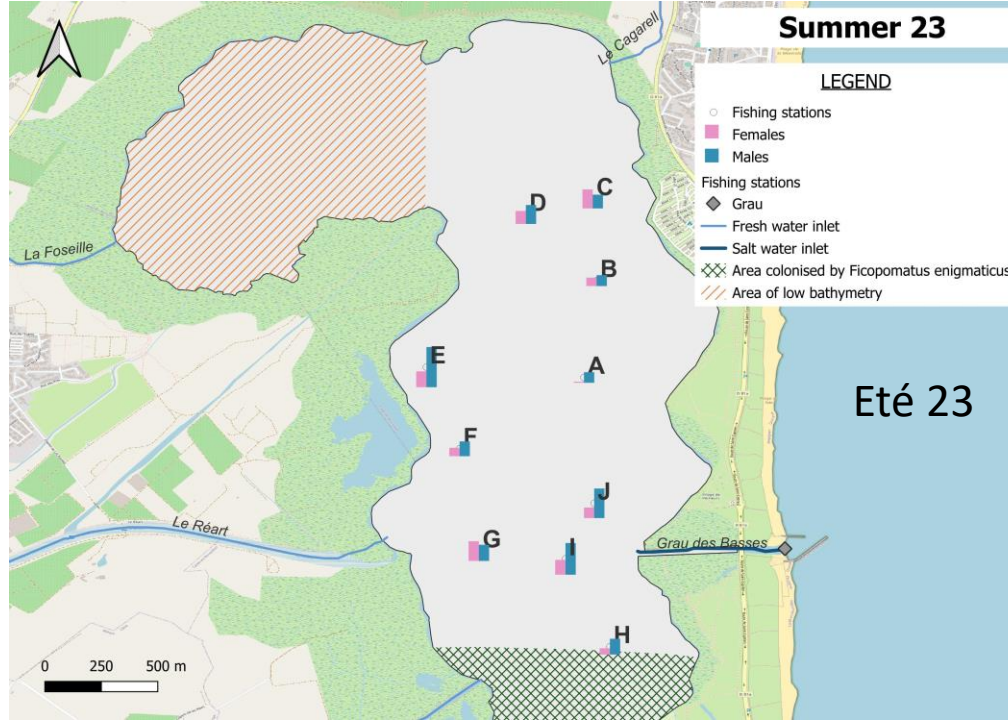 Summer 23
LEGEND
Fishing stations
Females
Males
Fishing stations
Grau
Fresh water inlet
Salt water inlet
Area colonised by Ficopomatus enigmaticus
Area of low bathymetry
Le Cagarell
La Foseille
Le Réart
Grau des Basses
C
D
B
E
A
F
J
G
I
H
Eté 23
0 250 500 m